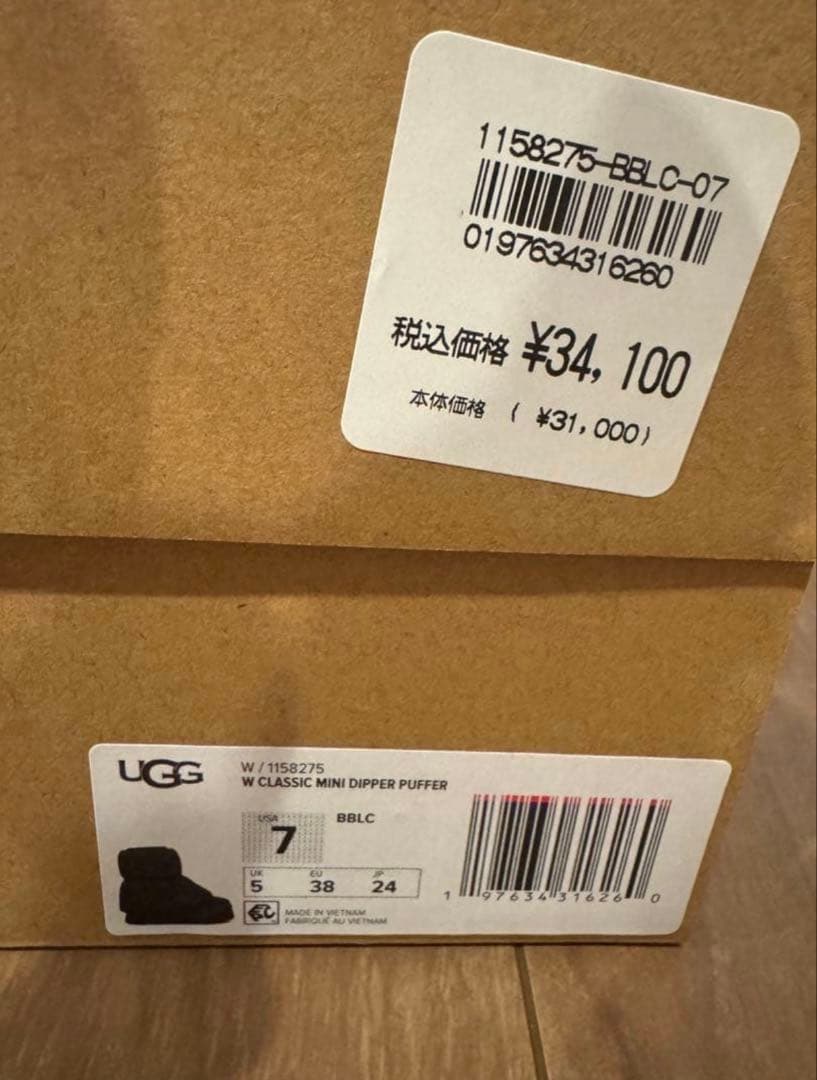 1158275-BBLC-07
0197634316260
税込価格 ¥34,100
本体価格 ( ¥31,000)
UGG
W / 1158275
W CLASSIC MINI DIPPER PUFFER
USA
7
BBLC
UK EU JP
5 38 24
MADE IN VIETNAM
FABRIQUÉ AU VIETNAM
1 97634 31626 0